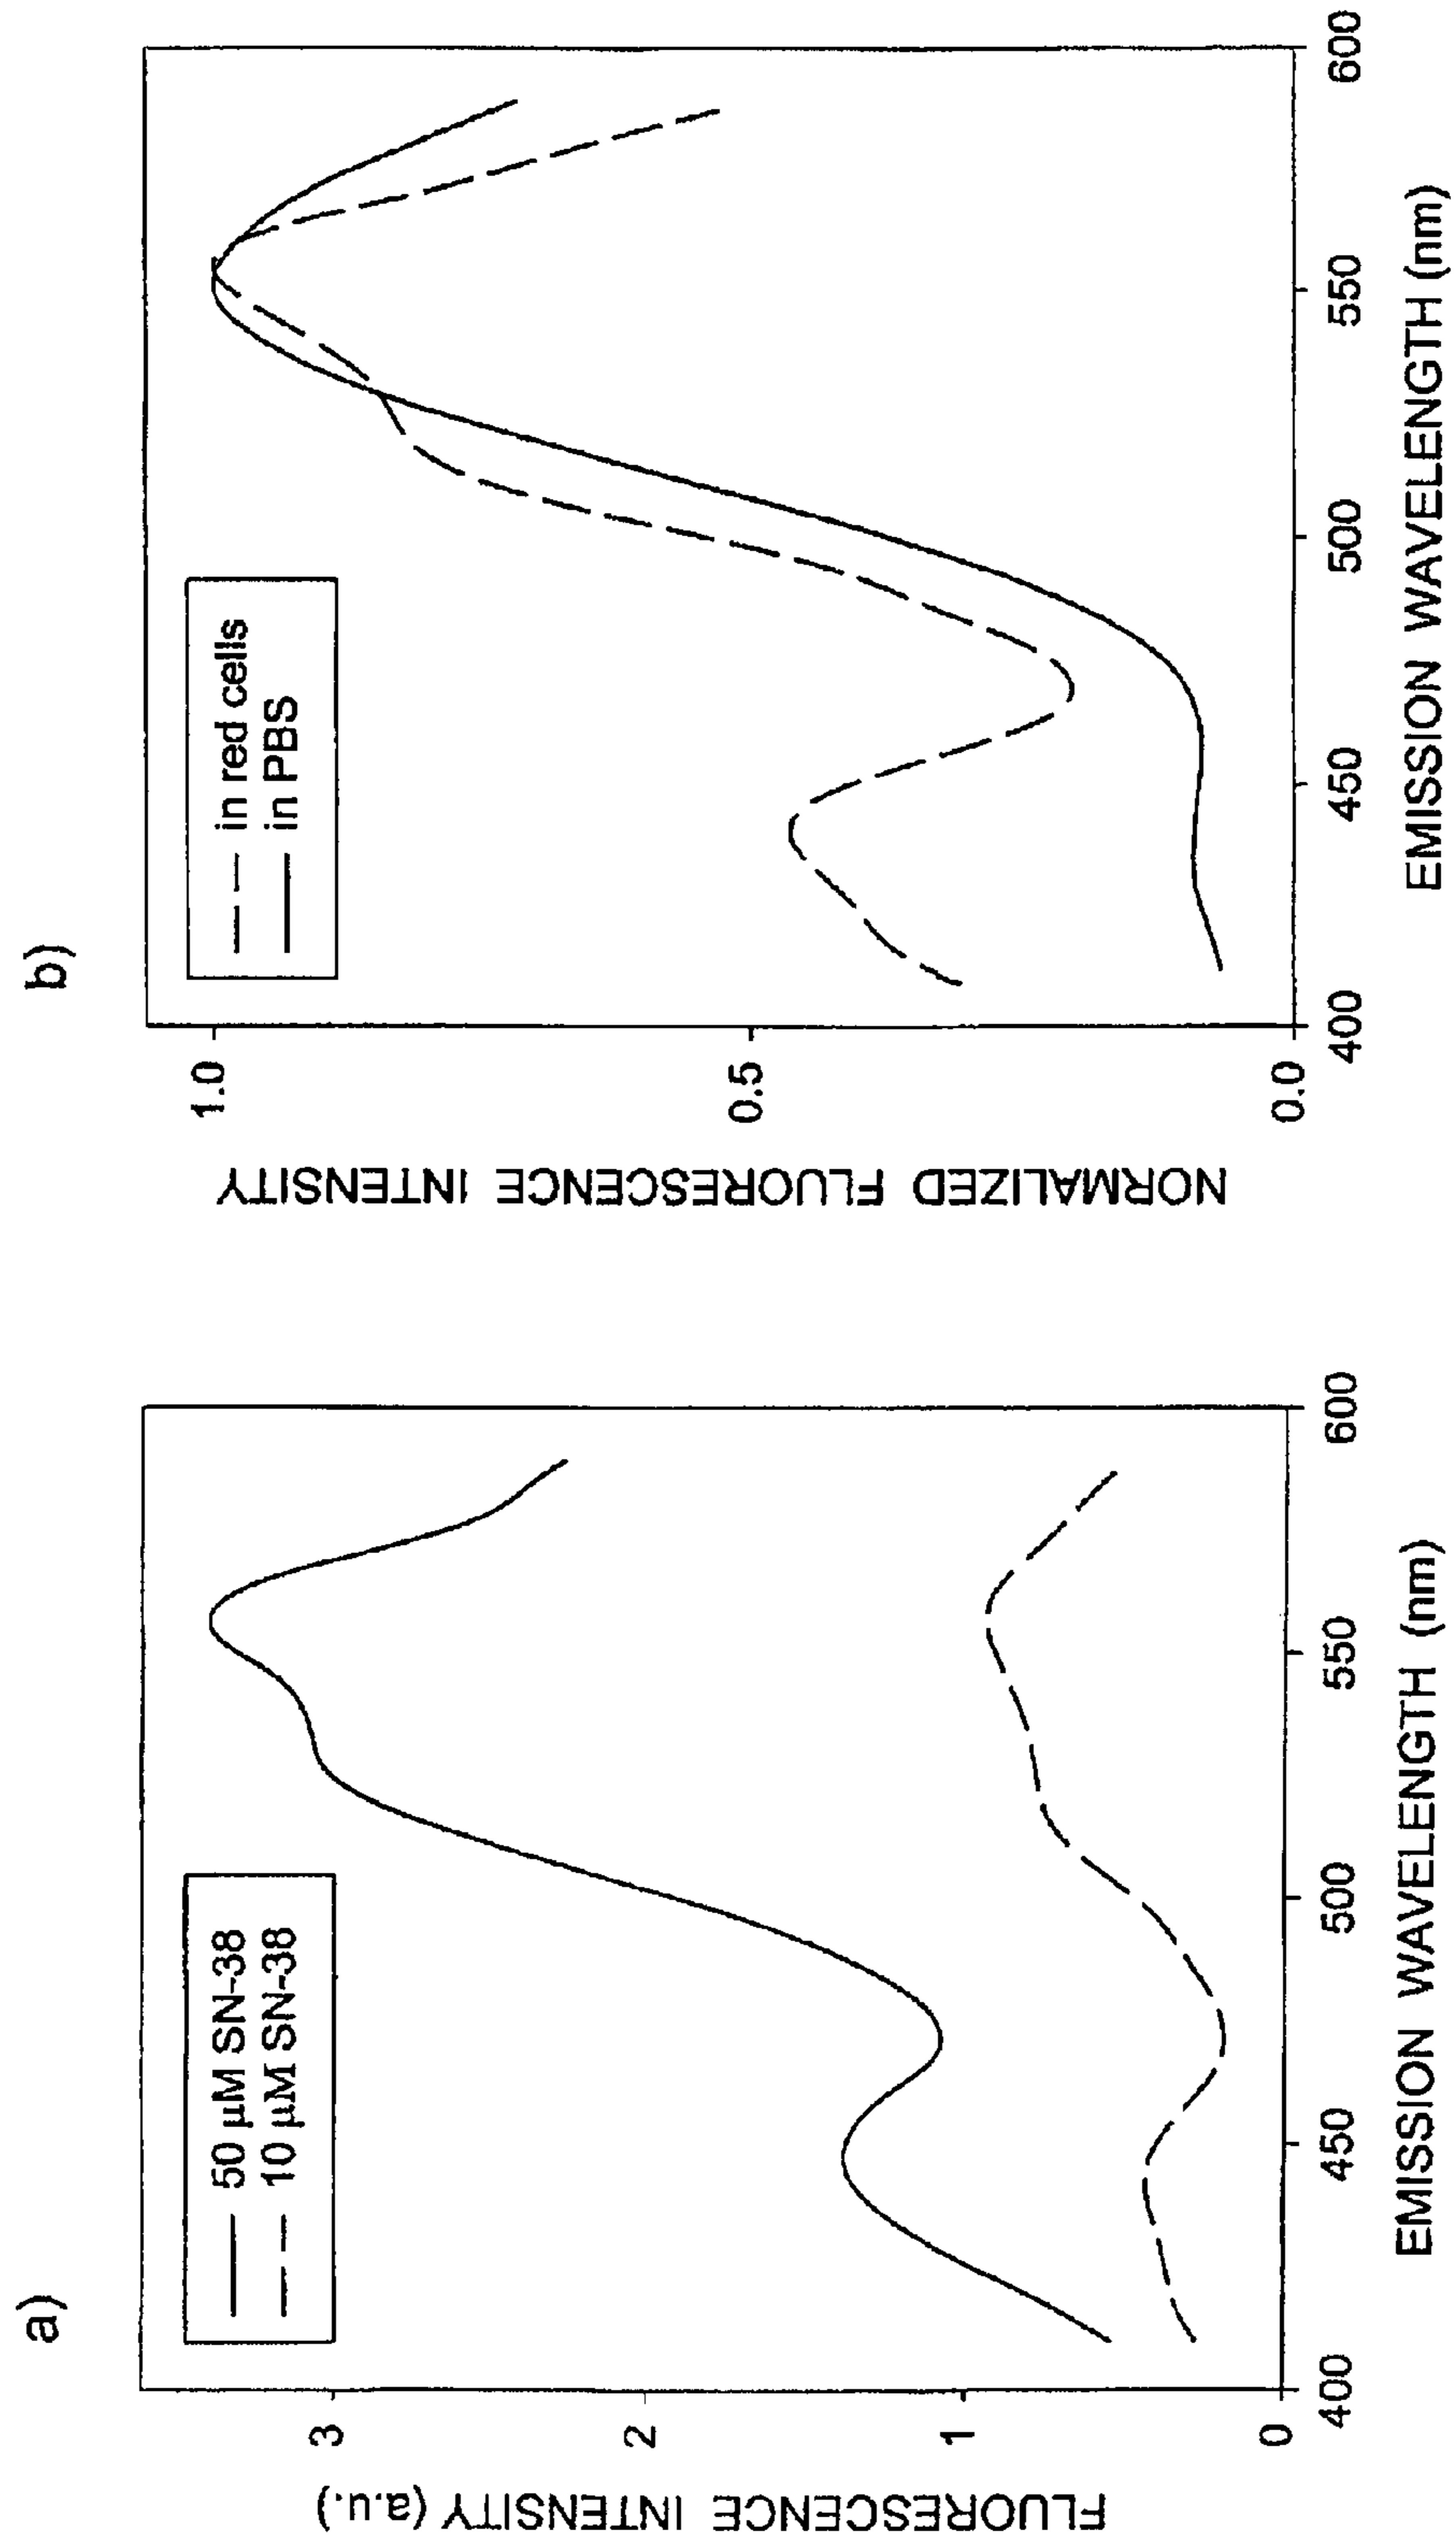 a)
50 μM SN-38
10 μM SN-38
FLUORESCENCE INTENSITY (a.u.)
3
2
1
0
400
450
500
550
600
EMISSION WAVELENGTH (nm)
b)
in red cells
in PBS
NORMALIZED FLUORESCENCE INTENSITY
1.0
0.5
0.0
400
450
500
550
600
EMISSION WAVELENGTH (nm)